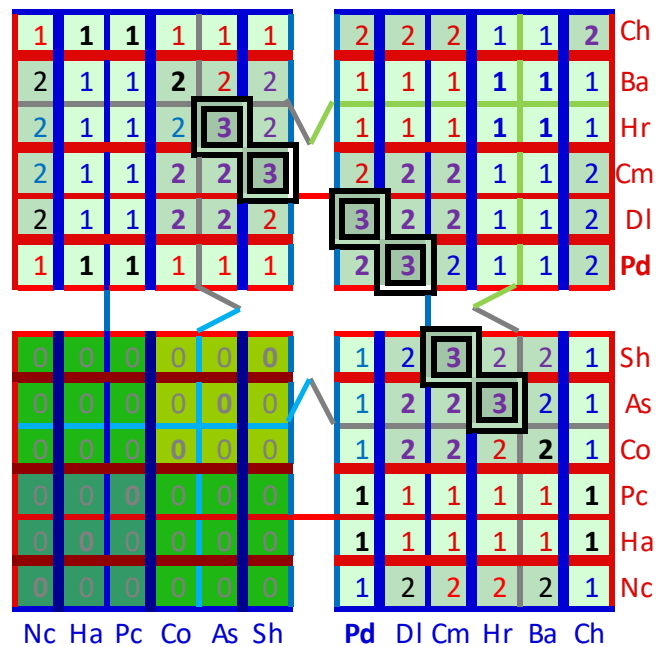 1 1 1 1 1 1 2 2 2 1 1 2 Ch
2 1 1 2 2 2 1 1 1 1 1 1 Ba
2 1 1 2 3 2 1 1 1 1 1 1 Hr
2 1 1 2 2 3 2 2 2 1 1 2 Cm
2 1 1 2 2 2 3 2 2 1 1 2 Dl
1 1 1 1 1 1 2 3 2 1 1 2 Pd
0 0 0 0 0 0 1 2 3 2 2 1 Sh
0 0 0 0 0 0 1 2 2 3 2 1 As
0 0 0 0 0 0 1 2 2 2 2 1 Co
0 0 0 0 0 0 1 1 1 1 1 1 Pc
0 0 0 0 0 0 1 1 1 1 1 1 Ha
0 0 0 0 0 0 1 2 2 2 2 1 Nc
Nc Ha Pc Co As Sh Pd Dl Cm Hr Ba Ch